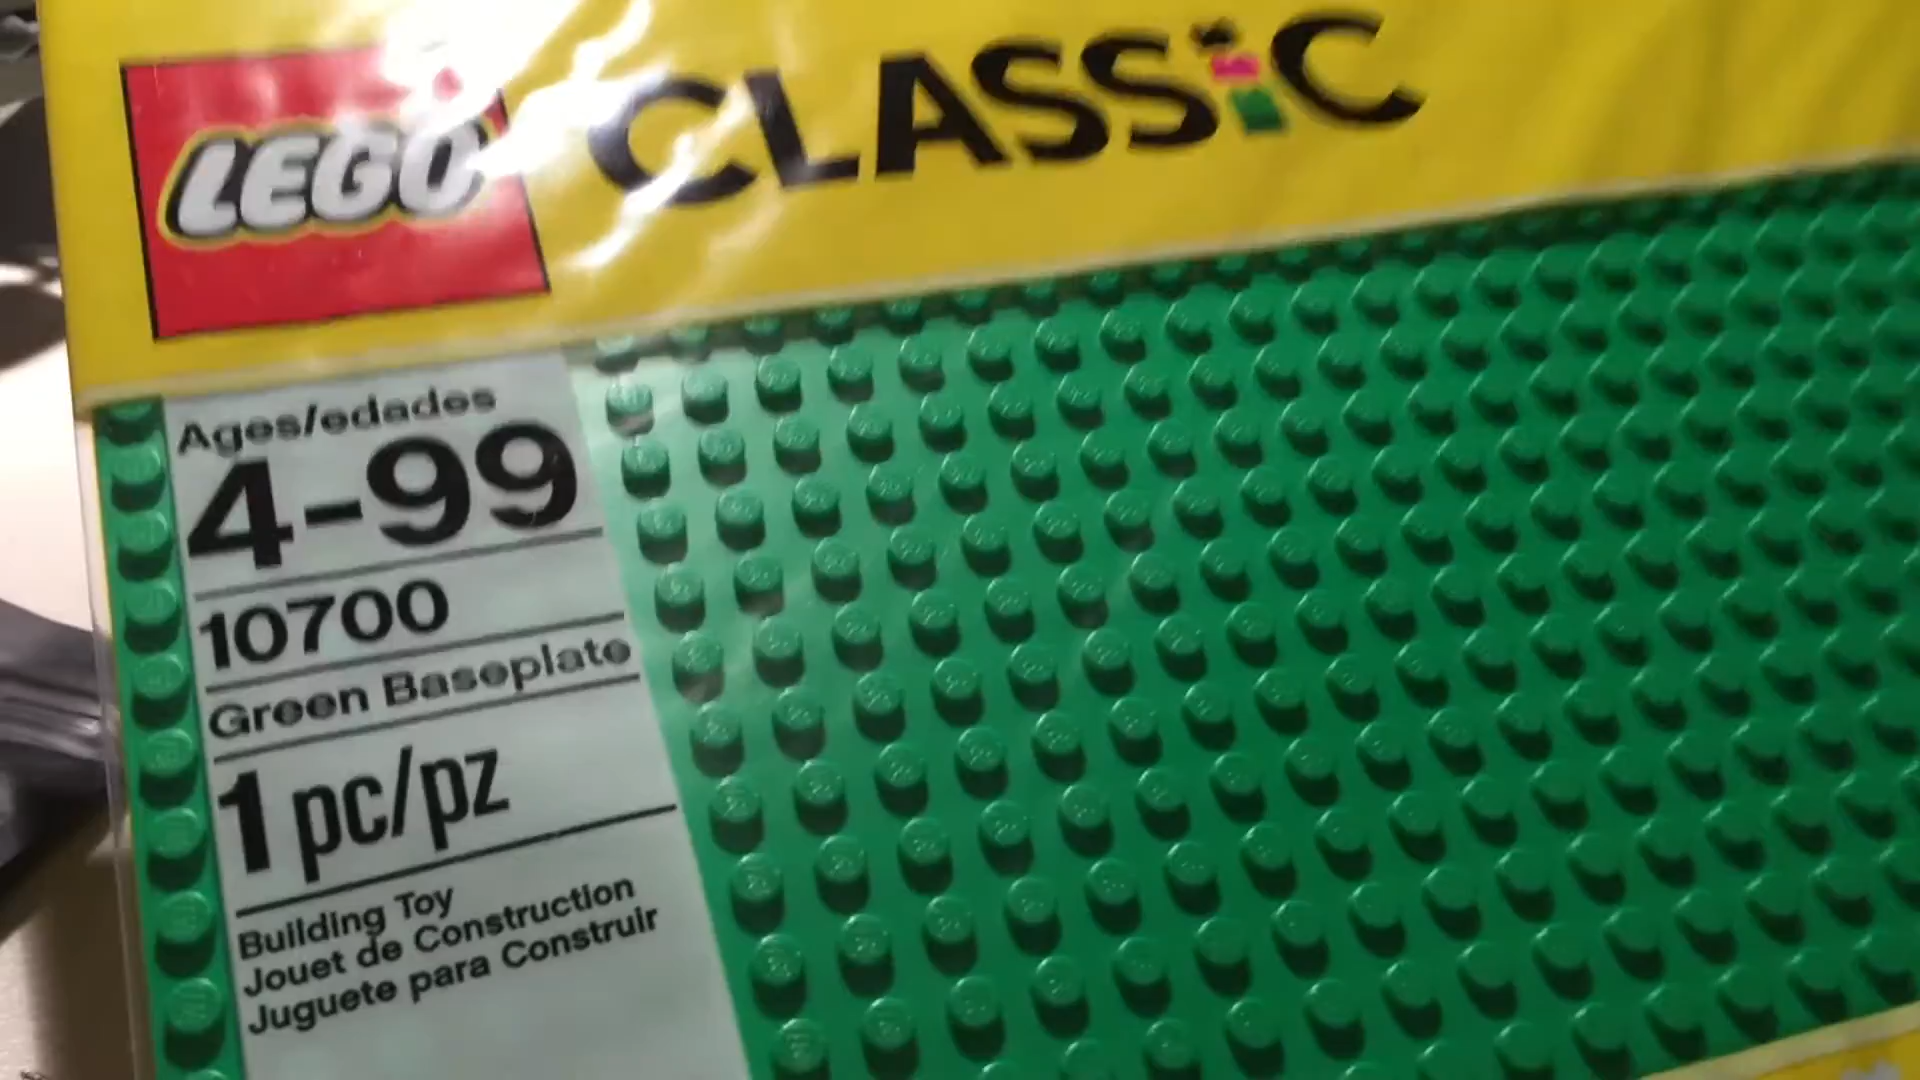 LEGO CLASSiC
Ages/edades
4-99
10700
Green Baseplate
1 pc/pz
Building Toy
Jouet de Construction
Juguete para Construir